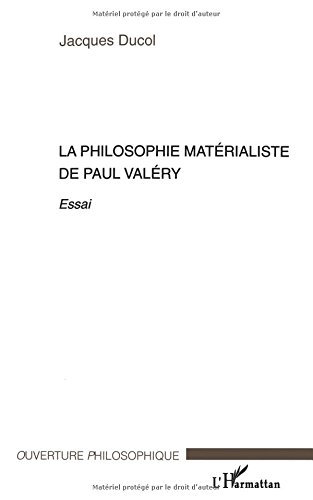 Matériel protégé par le droit d'auteur
Jacques Ducol
LA PHILOSOPHIE MATÉRIALISTE
DE PAUL VALÉRY
Essai
OUVERTURE PHILOSOPHIQUE
L'Harmattan
Matériel protégé par le droit d'auteur